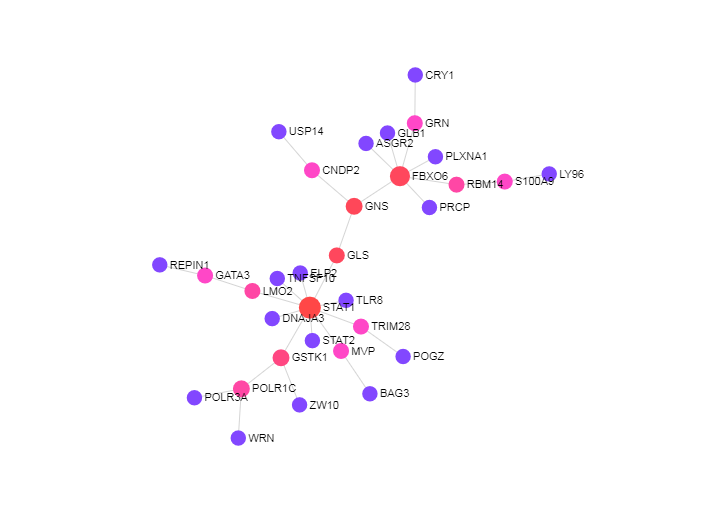 CRY1
GRN
USP14
GLB1
ASGR2
PLXNA1
CNDP2
FBXO6
LY96
RBM14
S100A9
GNS
PRCP
GLS
REPIN1
GATA3
ELP2
TNFSF10
LMO2
TLR8
STAT1
DNAJA3
TRIM28
STAT2
MVP
GSTK1
POGZ
POLR1C
BAG3
POLR3A
ZW10
WRN